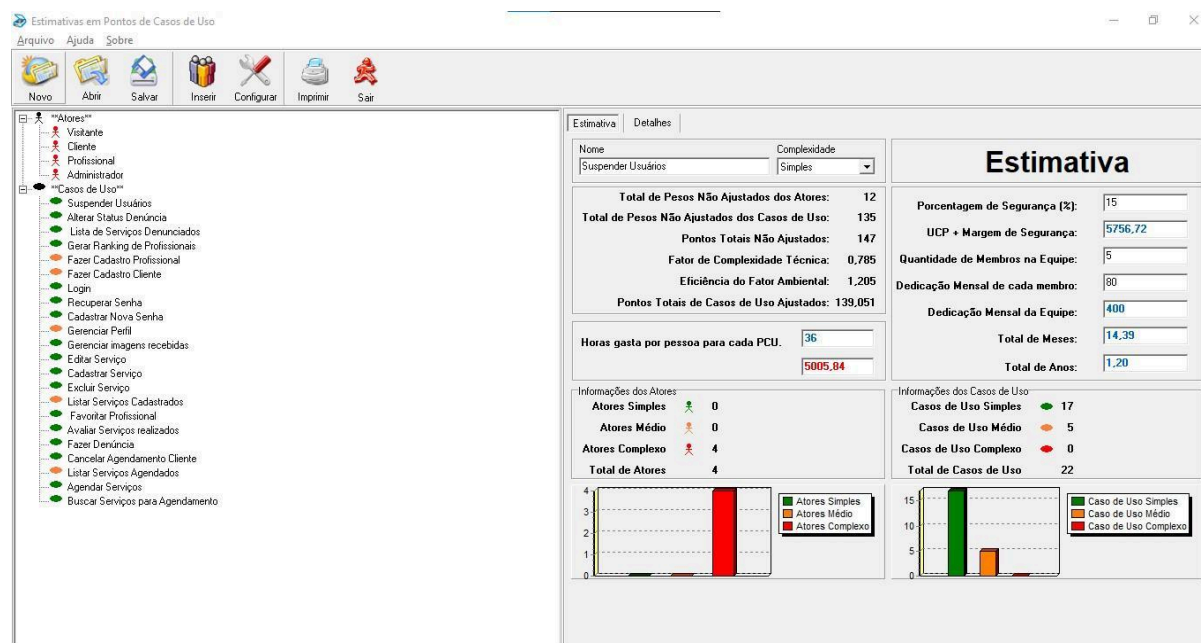 Estimativas em Pontos de Casos de Uso
Arquivo Ajuda Sobre
Novo Abrir Salvar Inserir Configurar Imprimir Sair
""Atores""
Visitante
Cliente
Profissional
Administrador
""Casos de Uso""
Suspender Usuários
Alterar Status Denúncia
Lista de Serviços Denunciados
Gerar Ranking de Profissionais
Fazer Cadastro Profissional
Fazer Cadastro Cliente
Login
Recuperar Senha
Cadastrar Nova Senha
Gerenciar Perfil
Gerenciar imagens recebidas
Editar Serviço
Cadastrar Serviço
Excluir Serviço
Listar Serviços Cadastrados
Favoritar Profissional
Avaliar Serviços realizados
Fazer Denúncia
Cancelar Agendamento Cliente
Listar Serviços Agendados
Agendar Serviços
Buscar Serviços para Agendamento
Estimativa Detalhes
Nome Complexidade
Suspender Usuários Simples
Total de Pesos Não Ajustados dos Atores: 12
Total de Pesos Não Ajustados dos Casos de Uso: 135
Pontos Totais Não Ajustados: 147
Fator de Complexidade Técnica: 0,785
Eficiência do Fator Ambiental: 1,205
Pontos Totais de Casos de Uso Ajustados: 139,051
Horas gasta por pessoa para cada PCU. 36
5005,84
Estimativa
Porcentagem de Segurança (%): 15
UCP + Margem de Segurança: 5756,72
Quantidade de Membros na Equipe: 5
Dedicação Mensal de cada membro: 80
Dedicação Mensal da Equipe: 400
Total de Meses: 14,39
Total de Anos: 1,20
Informações dos Atores
Atores Simples 0
Atores Médio 0
Atores Complexo 4
Total de Atores 4
Informações dos Casos de Uso
Casos de Uso Simples 17
Casos de Uso Médio 5
Casos de Uso Complexo 0
Total de Casos de Uso 22
4
3
2
1
0
Atores Simples
Atores Médio
Atores Complexo
15
10
5
0
Caso de Uso Simples
Caso de Uso Médio
Caso de Uso Complexo